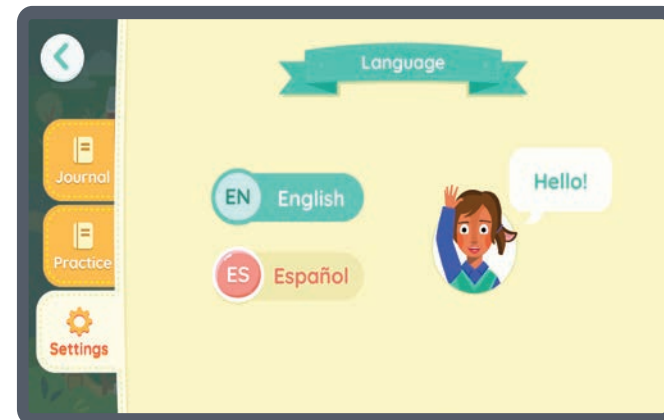 Language
Journal
Practice
Settings
EN English
ES Español
Hello!